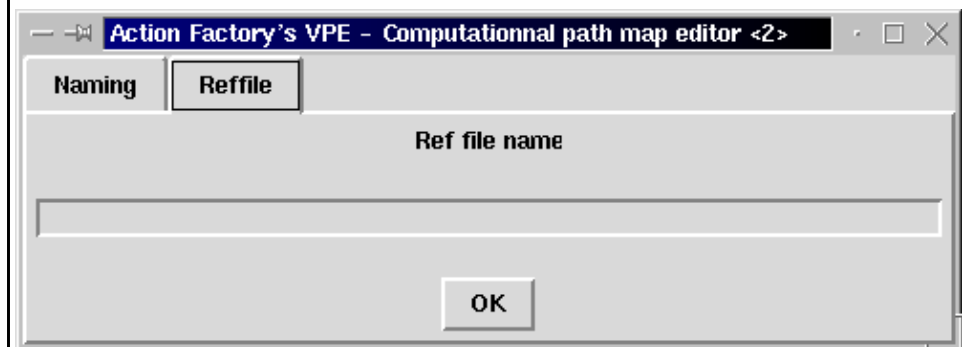 Action Factory's VPE - Computationnal path map editor <2>
Naming Reffile
Ref file name
OK